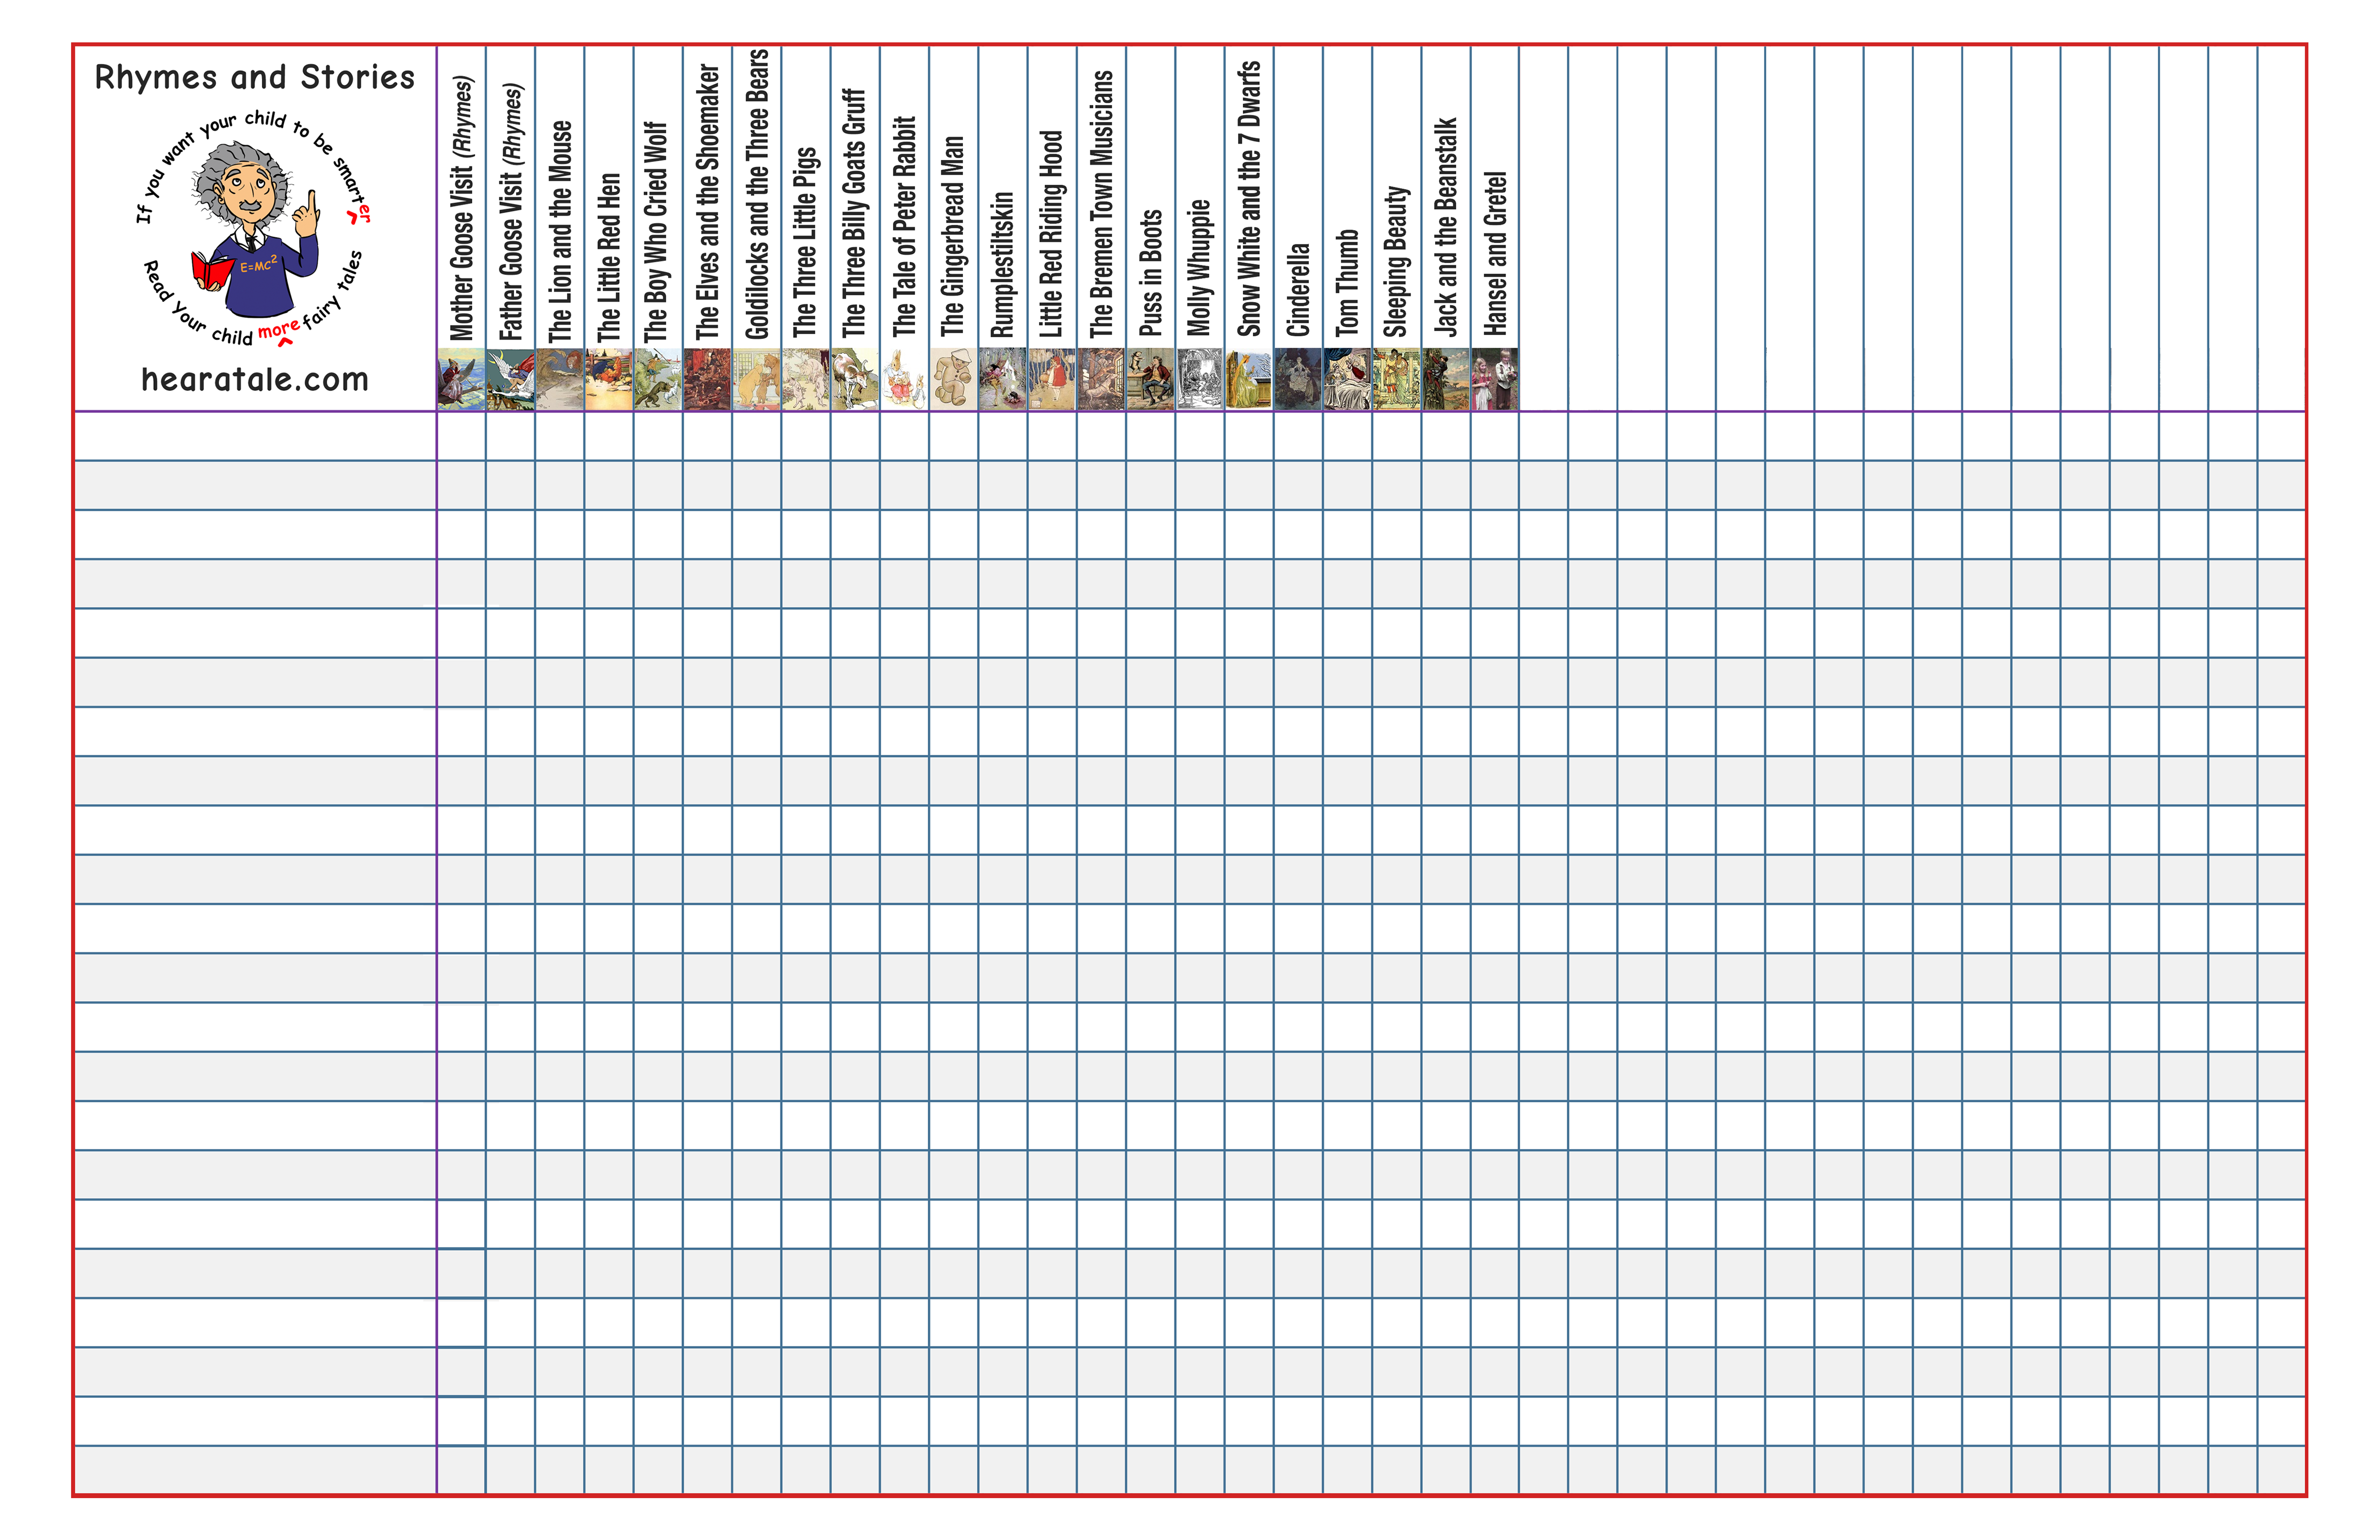 Rhymes and Stories
If you want your child to be smarter
Read your child more fairy tales
E=MC2
hearatale.com
Mother Goose Visit (Rhymes)
Father Goose Visit (Rhymes)
The Lion and the Mouse
The Little Red Hen
The Boy Who Cried Wolf
The Elves and the Shoemaker
Goldilocks and the Three Bears
The Three Little Pigs
The Three Billy Goats Gruff
The Tale of Peter Rabbit
The Gingerbread Man
Rumplestiltskin
Little Red Riding Hood
The Bremen Town Musicians
Puss in Boots
Molly Whuppie
Snow White and the 7 Dwarfs
Cinderella
Tom Thumb
Sleeping Beauty
Jack and the Beanstalk
Hansel and Gretel